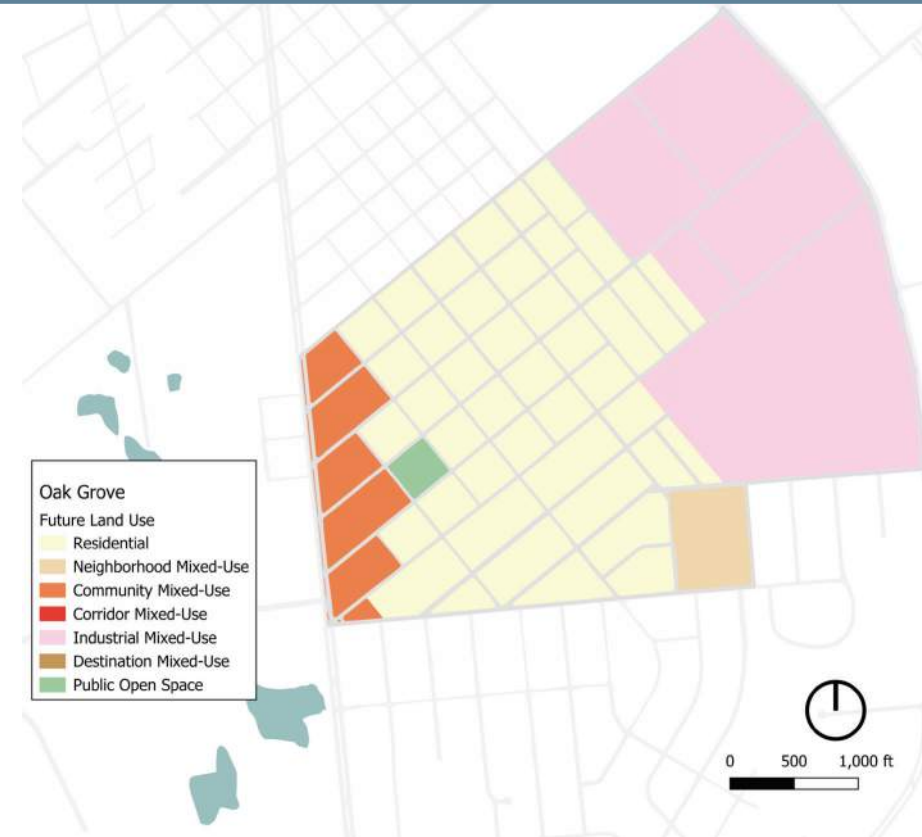 Oak Grove
Future Land Use
Residential
Neighborhood Mixed-Use
Community Mixed-Use
Corridor Mixed-Use
Industrial Mixed-Use
Destination Mixed-Use
Public Open Space
0 500 1,000 ft